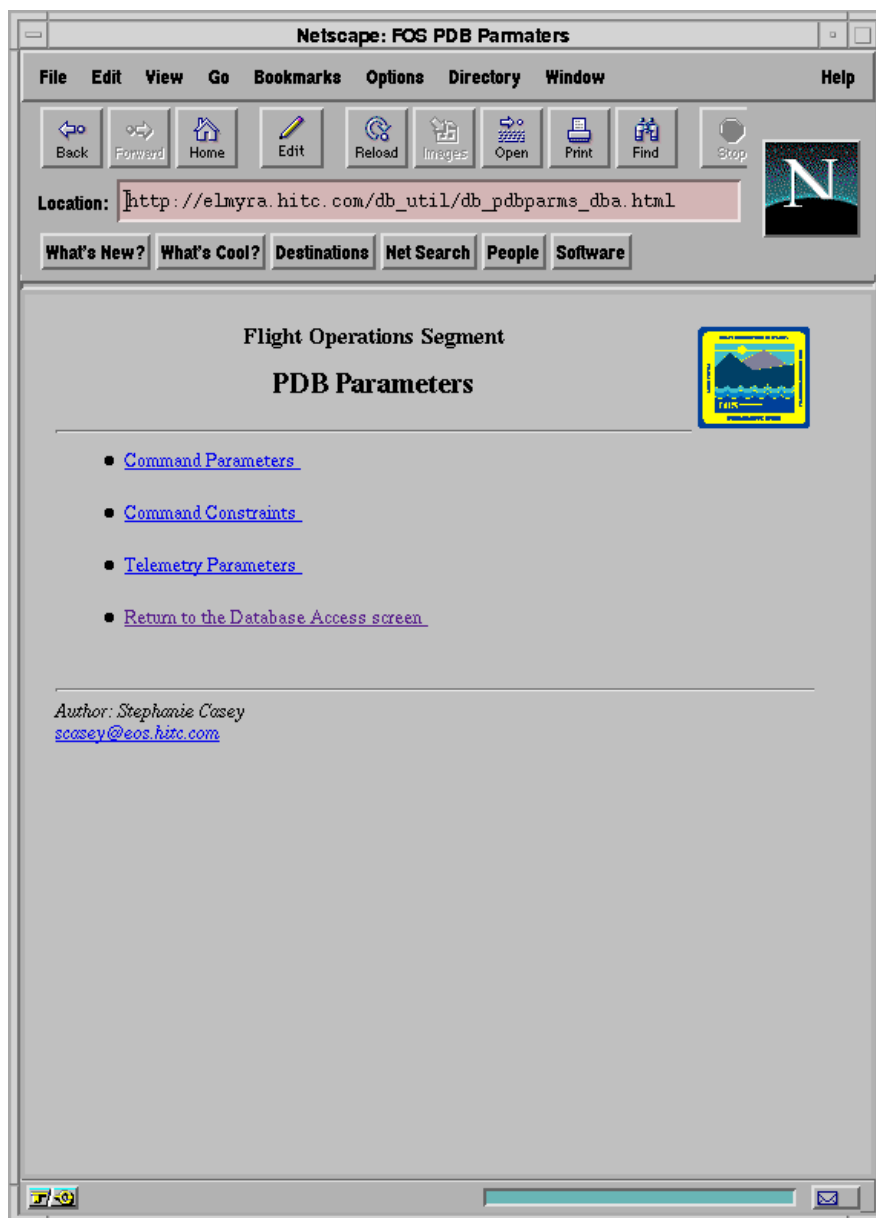 Netscape: FOS PDB Parmaters
File Edit View Go Bookmarks Options Directory Window Help
Back Forward Home Edit Reload Images Open Print Find Stop
Location: http://elmyra.hitc.com/db_util/db_pdbparms_dba.html
N
What's New? What's Cool? Destinations Net Search People Software
Flight Operations Segment
PDB Parameters
Command Parameters
Command Constraints
Telemetry Parameters
Return to the Database Access screen
Author: Stephanie Casey
scasey@eos.hitc.com